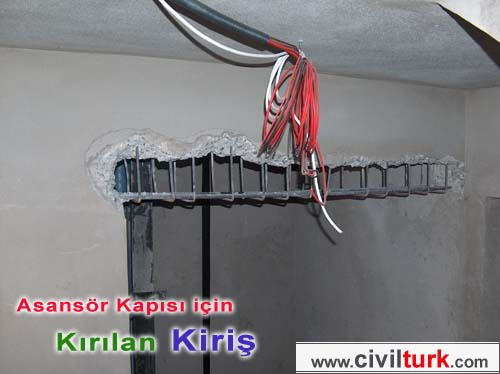 Asansör Kapısı için
Kırılan Kiriş
www.civilturk.com